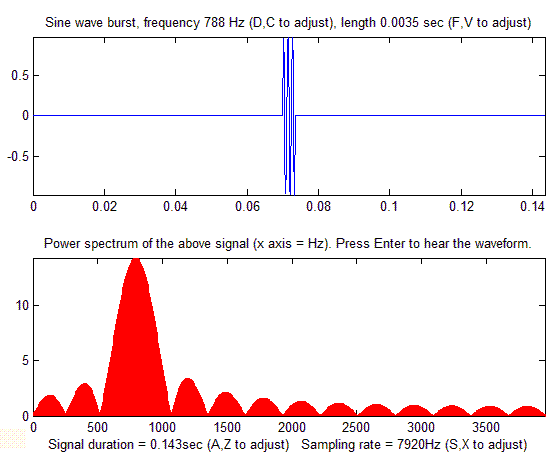 Sine wave burst, frequency 788 Hz (D,C to adjust), length 0.0035 sec (F,V to adjust)
0.5
0
-0.5
0 0.02 0.04 0.06 0.08 0.1 0.12 0.14
Power spectrum of the above signal (x axis = Hz). Press Enter to hear the waveform.
10
5
0
0 500 1000 1500 2000 2500 3000 3500
Signal duration = 0.143sec (A,Z to adjust) Sampling rate = 7920Hz (S,X to adjust)